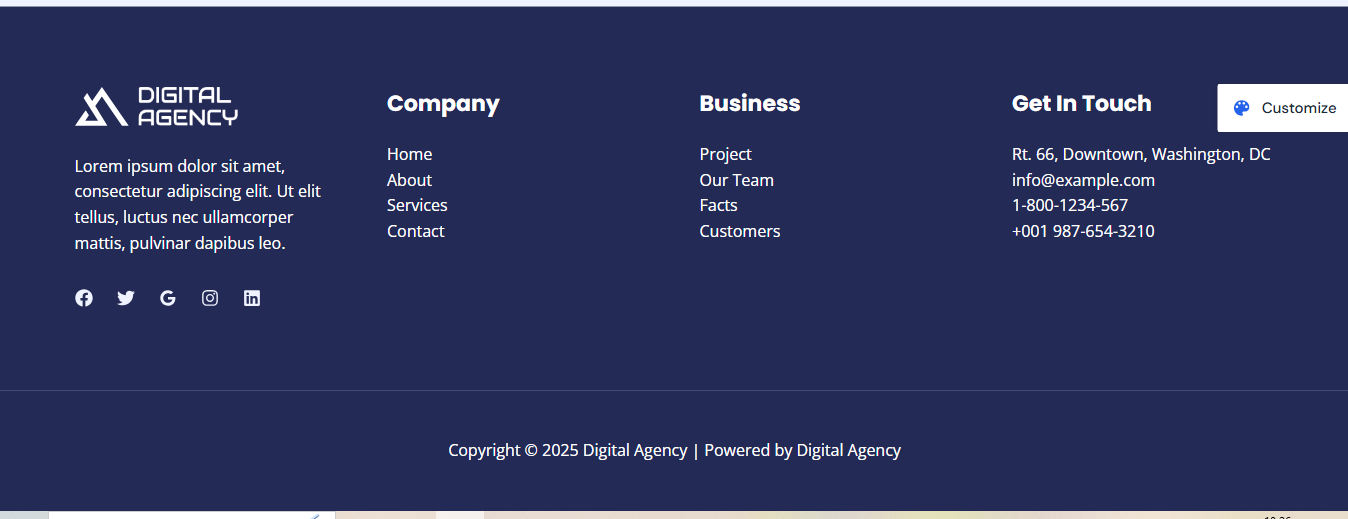 DIGITAL
AGENCY
Lorem ipsum dolor sit amet,
consectetur adipiscing elit. Ut elit
tellus, luctus nec ullamcorper
mattis, pulvinar dapibus leo.
Company
Home
About
Services
Contact
Business
Project
Our Team
Facts
Customers
Get In Touch
Rt. 66, Downtown, Washington, DC
info@example.com
1-800-1234-567
+001 987-654-3210
Customize
Copyright © 2025 Digital Agency | Powered by Digital Agency